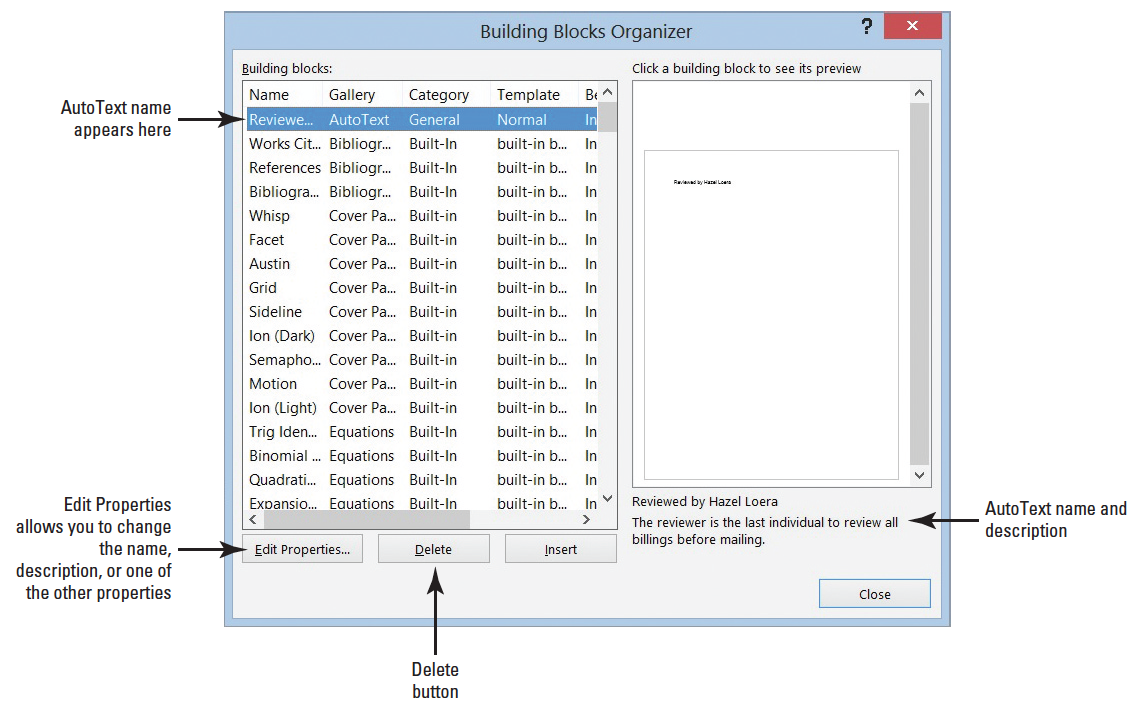 Building Blocks Organizer
?
Building blocks:
Click a building block to see its preview
Name Gallery Category Template Be
Reviewe... AutoText General Normal In
Works Cit... Bibliogr... Built-In built-in b... In
References Bibliogr... Built-In built-in b... In
Bibliogra... Bibliogr... Built-In built-in b... In
Whisp Cover Pa... Built-in built-in b... In
Facet Cover Pa... Built-in built-in b... In
Austin Cover Pa... Built-in built-in b... In
Grid Cover Pa... Built-in built-in b... In
Sideline Cover Pa... Built-in built-in b... In
Ion (Dark) Cover Pa... Built-in built-in b... In
Semapho... Cover Pa... Built-in built-in b... In
Motion Cover Pa... Built-in built-in b... In
Ion (Light) Cover Pa... Built-in built-in b... In
Trig Iden... Equations Built-In built-in b... In
Binomial ... Equations Built-In built-in b... In
Quadrati... Equations Built-In built-in b... In
Expansio... Equations Built-In built-in b... In
Edit Properties...
Delete
Insert
Reviewed by Hazel Loera
Reviewed by Hazel Loera
The reviewer is the last individual to review all
billings before mailing.
Close
AutoText name
appears here
Edit Properties
allows you to change
the name,
description, or one of
the other properties
Delete
button
AutoText name and
description